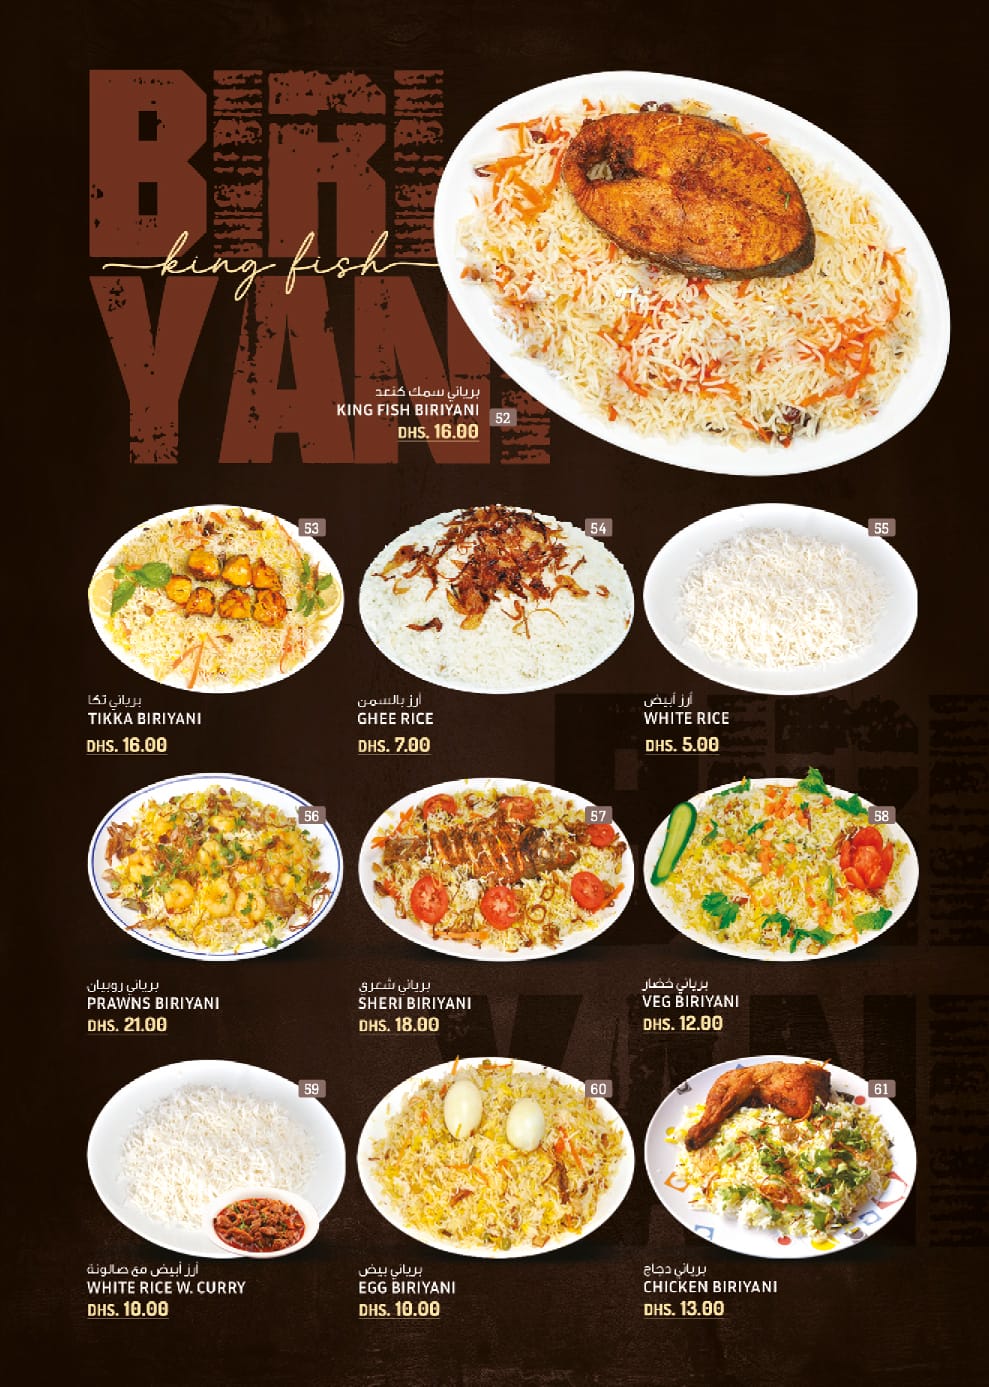 BIRI
king fish
YANI
برياني سمك كنعد
KING FISH BIRIYANI
52
DHS. 16.00
53
برياني تكا
TIKKA BIRIYANI
DHS. 16.00
54
أرز بالسمن
GHEE RICE
DHS. 7.00
55
أرز أبيض
WHITE RICE
DHS. 5.00
56
برياني روبيان
PRAWNS BIRIYANI
DHS. 21.00
57
برياني شعري
SHERI BIRIYANI
DHS. 18.00
58
برياني خضار
VEG BIRIYANI
DHS. 12.00
59
أرز أبيض مع صالونة
WHITE RICE W. CURRY
DHS. 10.00
60
برياني بيض
EGG BIRIYANI
DHS. 10.00
61
برياني دجاج
CHICKEN BIRIYANI
DHS. 13.00